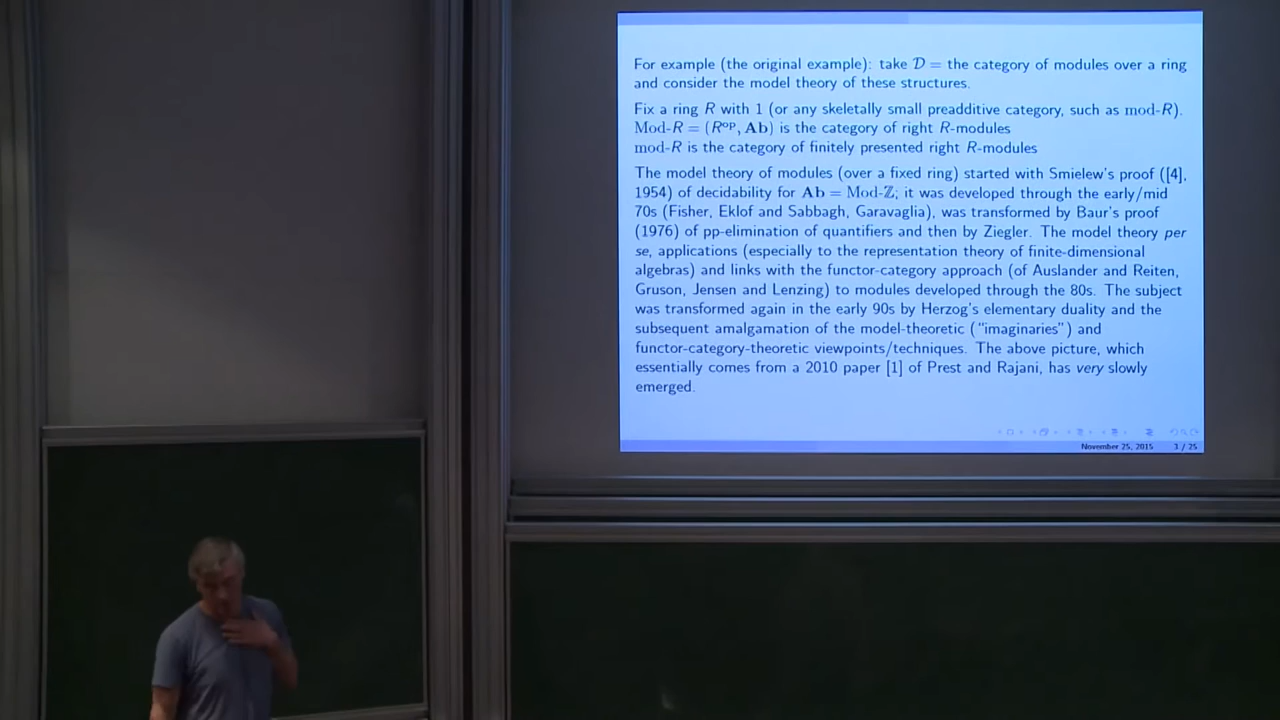 For example (the original example): take 𝒟 = the category of modules over a ring
and consider the model theory of these structures.
Fix a ring R with 1 (or any skeletally small preadditive category, such as mod-R).
Mod-R = (Rᵒᵖ, Ab) is the category of right R-modules
mod-R is the category of finitely presented right R-modules
The model theory of modules (over a fixed ring) started with Smielew's proof ([4],
1954) of decidability for Ab = Mod-ℤ; it was developed through the early/mid
70s (Fisher, Eklof and Sabbagh, Garavaglia), was transformed by Baur's proof
(1976) of pp-elimination of quantifiers and then by Ziegler. The model theory per
se, applications (especially to the representation theory of finite-dimensional
algebras) and links with the functor-category approach (of Auslander and Reiten,
Gruson, Jensen and Lenzing) to modules developed through the 80s. The subject
was transformed again in the early 90s by Herzog's elementary duality and the
subsequent amalgamation of the model-theoretic ("imaginaries") and
functor-category-theoretic viewpoints/techniques. The above picture, which
essentially comes from a 2010 paper [1] of Prest and Rajani, has very slowly
emerged.
November 25, 2015 3 / 25